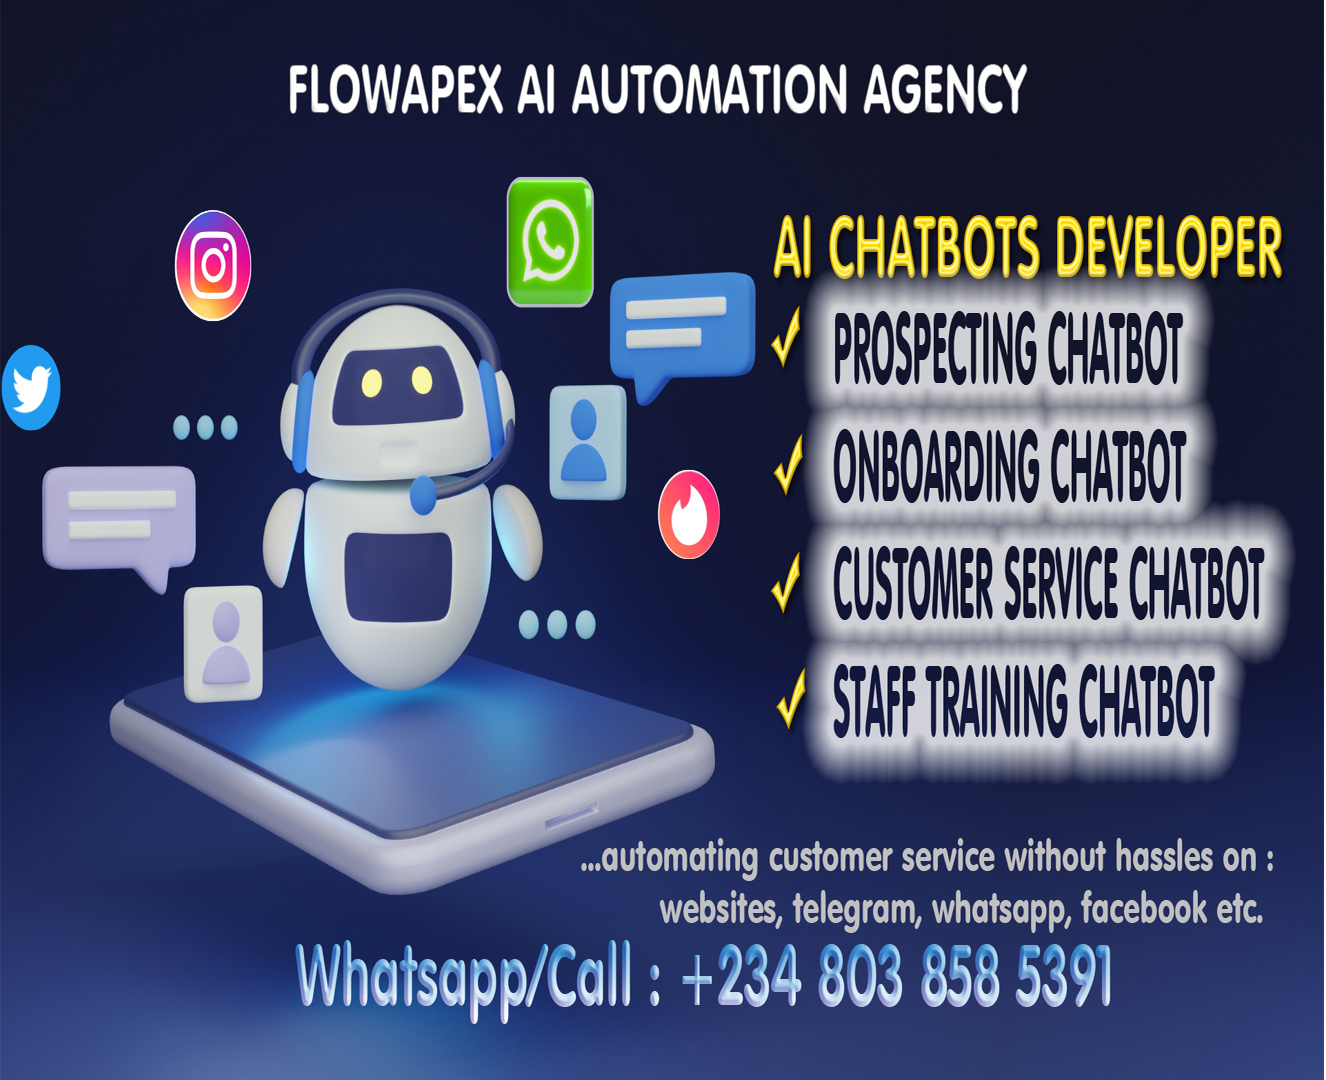 FLOWAPEX AI AUTOMATION AGENCY
AI CHATBOTS DEVELOPER
PROSPECTING CHATBOT
ONBOARDING CHATBOT
CUSTOMER SERVICE CHATBOT
STAFF TRAINING CHATBOT
...automating customer service without hassles on :
websites, telegram, whatsapp, facebook etc.
Whatsapp/Call : +234 803 858 5391